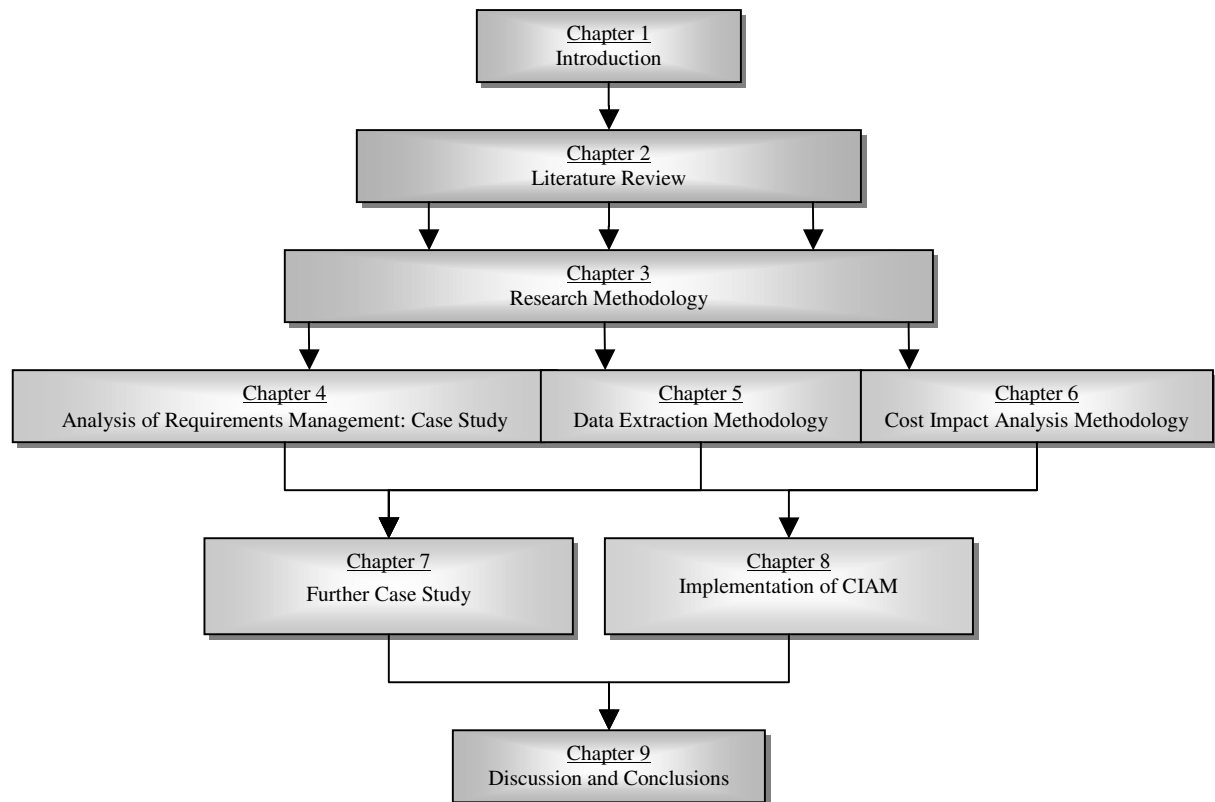 Chapter 1
Introduction
Chapter 2
Literature Review
Chapter 3
Research Methodology
Chapter 4
Analysis of Requirements Management: Case Study
Chapter 5
Data Extraction Methodology
Chapter 6
Cost Impact Analysis Methodology
Chapter 7
Further Case Study
Chapter 8
Implementation of CIAM
Chapter 9
Discussion and Conclusions